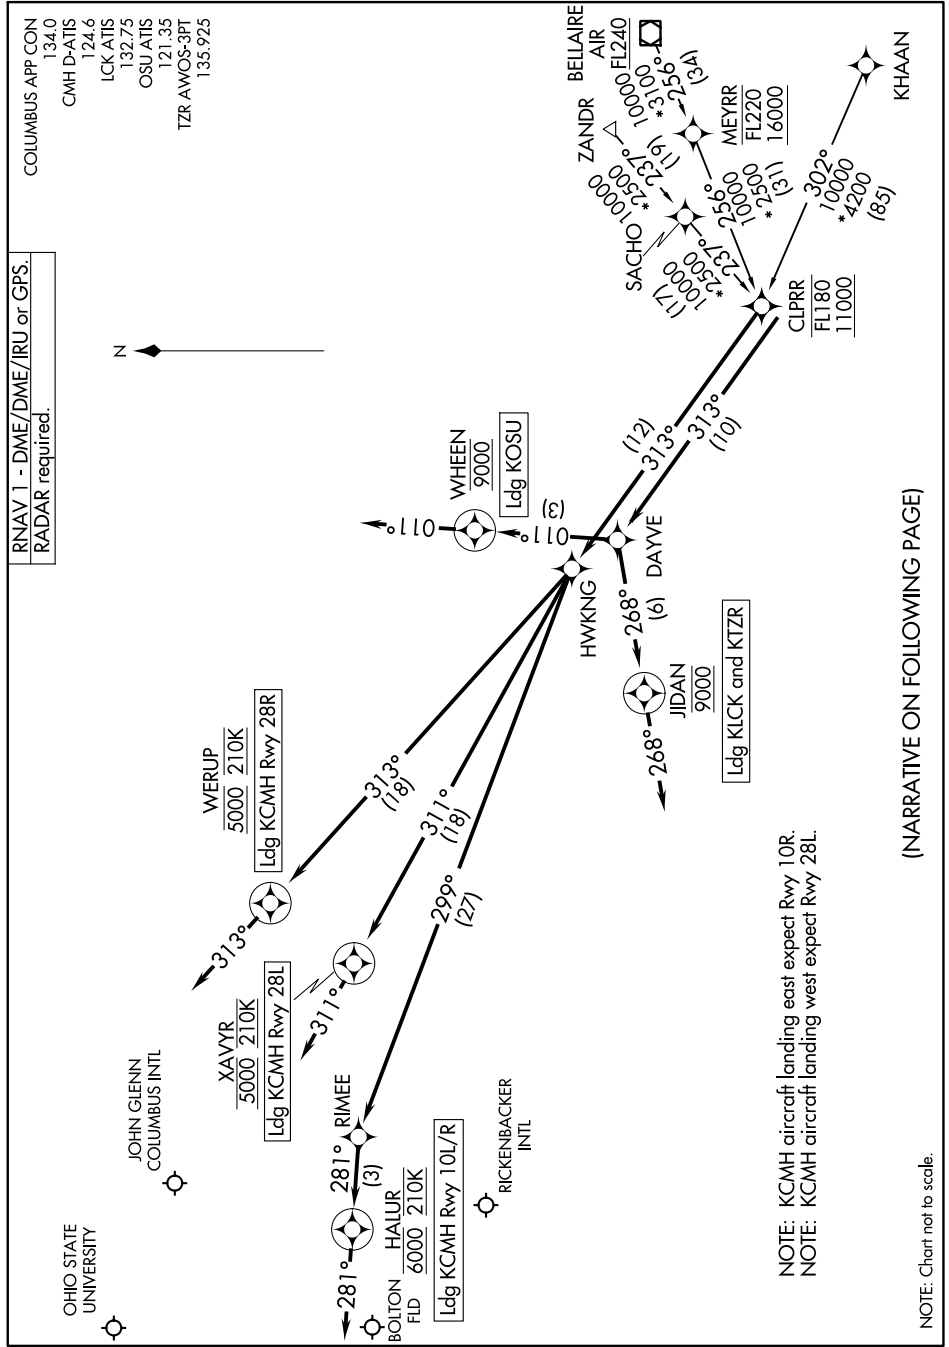 RNAV 1 - DME/DME/IRU or GPS.
RADAR required.
COLUMBUS APP CON
134.0
CMH D-ATIS
124.6
LCK ATIS
132.75
OSU ATIS
121.35
TZR AWOS-3PT
135.925
N
OHIO STATE
UNIVERSITY
JOHN GLENN
COLUMBUS INTL
BOLTON
FLD
RICKENBACKER
INTL
WERUP
5000 210K
Ldg KCMH Rwy 28R
313°
313°
(18)
XAVYR
5000 210K
Ldg KCMH Rwy 28L
311°
311°
(18)
RIMEE
281°
(3)
281°
HALUR
6000 210K
Ldg KCMH Rwy 10L/R
299°
(27)
WHEEN
9000
Ldg KOSU
011°
011°
(3)
HWKNG
DAYVE
268°
(6)
JIDAN
9000
268°
Ldg KLCK and KTZR
(12)
313°
313°
(10)
CLPRR
FL180
11000
BELLAIRE
AIR
FL240
256°
10000
*3100
(34)
MEYRR
FL220
16000
256°
10000
*2500
(31)
ZANDR
237°
10000
*2500
(19)
SACHO
237°
10000
*2500
(17)
KHAAN
302°
10000
*4200
(85)
NOTE: KCMH aircraft landing east expect Rwy 10R.
NOTE: KCMH aircraft landing west expect Rwy 28L.
(NARRATIVE ON FOLLOWING PAGE)
NOTE: Chart not to scale.